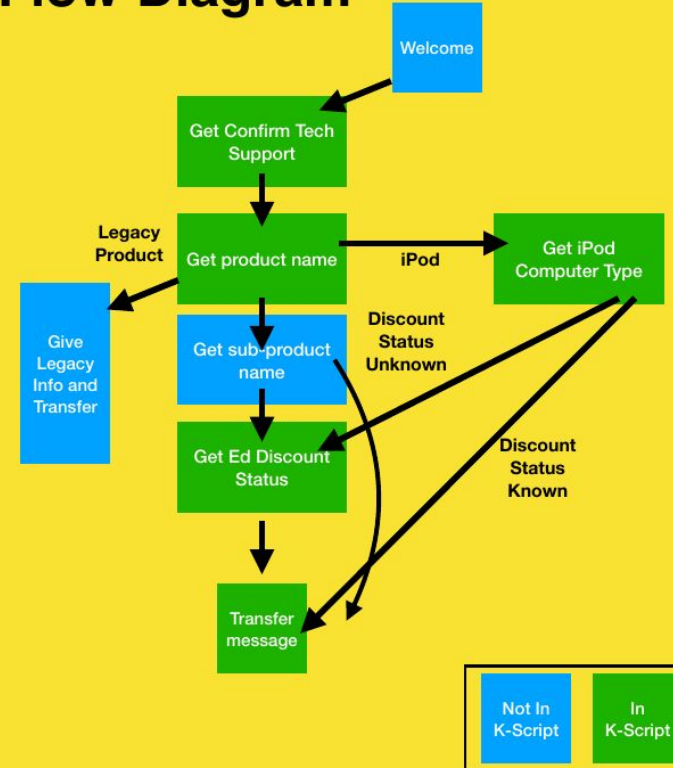 Flow Diagram
Welcome
Get Confirm Tech
Support
Legacy
Product
Get product name
iPod
Get iPod
Computer Type
Give
Legacy
Info and
Transfer
Get sub-product
name
Discount
Status
Unknown
Get Ed Discount
Status
Discount
Status
Known
Transfer
message
Not In
K-Script
In
K-Script